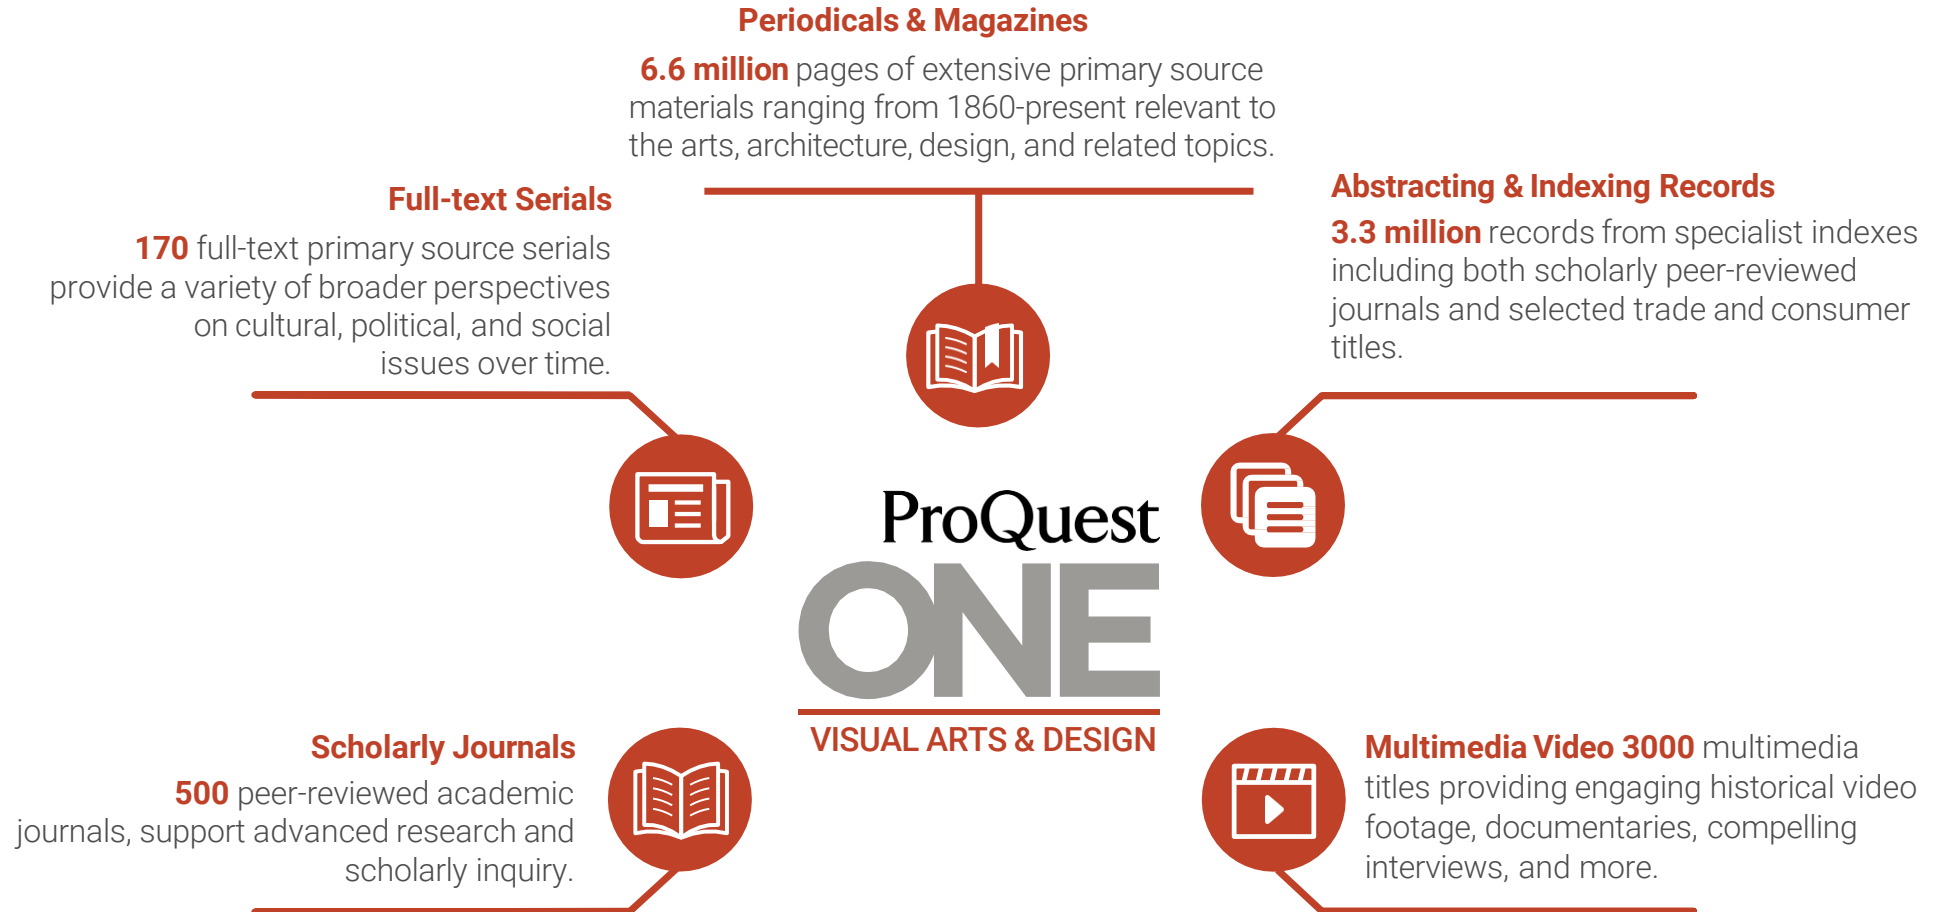 Periodicals & Magazines
6.6 million pages of extensive primary source
materials ranging from 1860-present relevant to
the arts, architecture, design, and related topics.
Full-text Serials
170 full-text primary source serials
provide a variety of broader perspectives
on cultural, political, and social
issues over time.
Abstracting & Indexing Records
3.3 million records from specialist indexes
including both scholarly peer-reviewed
journals and selected trade and consumer
titles.
ProQuest
ONE
VISUAL ARTS & DESIGN
Scholarly Journals
500 peer-reviewed academic
journals, support advanced research and
scholarly inquiry.
Multimedia Video 3000 multimedia
titles providing engaging historical video
footage, documentaries, compelling
interviews, and more.